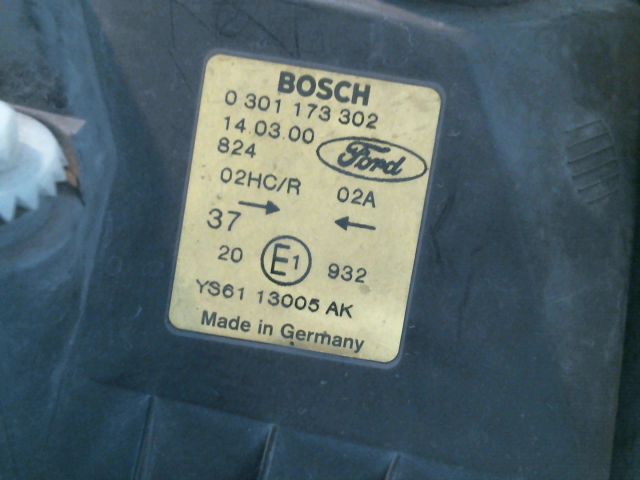 BOSCH
0 301 173 302
14.03.00
824
Ford
02HC/R 02A
37
20 E1 932
YS61 13005 AK
Made in Germany